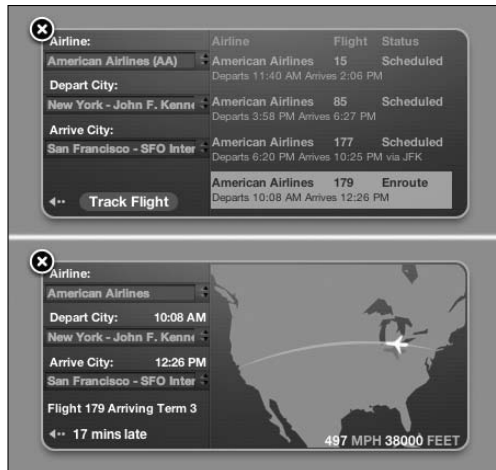 Airline:
American Airlines (AA)
Depart City:
New York - John F. Kenne
Arrive City:
San Francisco - SFO Inter
Track Flight
Airline Flight Status
American Airlines 15 Scheduled
Departs 11:40 AM Arrives 2:06 PM
American Airlines 85 Scheduled
Departs 3:58 PM Arrives 6:27 PM
American Airlines 177 Scheduled
Departs 6:20 PM Arrives 10:25 PM via JFK
American Airlines 179 Enroute
Departs 10:08 AM Arrives 12:26 PM
Airline:
American Airlines
Depart City: 10:08 AM
New York - John F. Kenne
Arrive City: 12:26 PM
San Francisco - SFO Inter
Flight 179 Arriving Term 3
17 mins late
497 MPH 38000 FEET